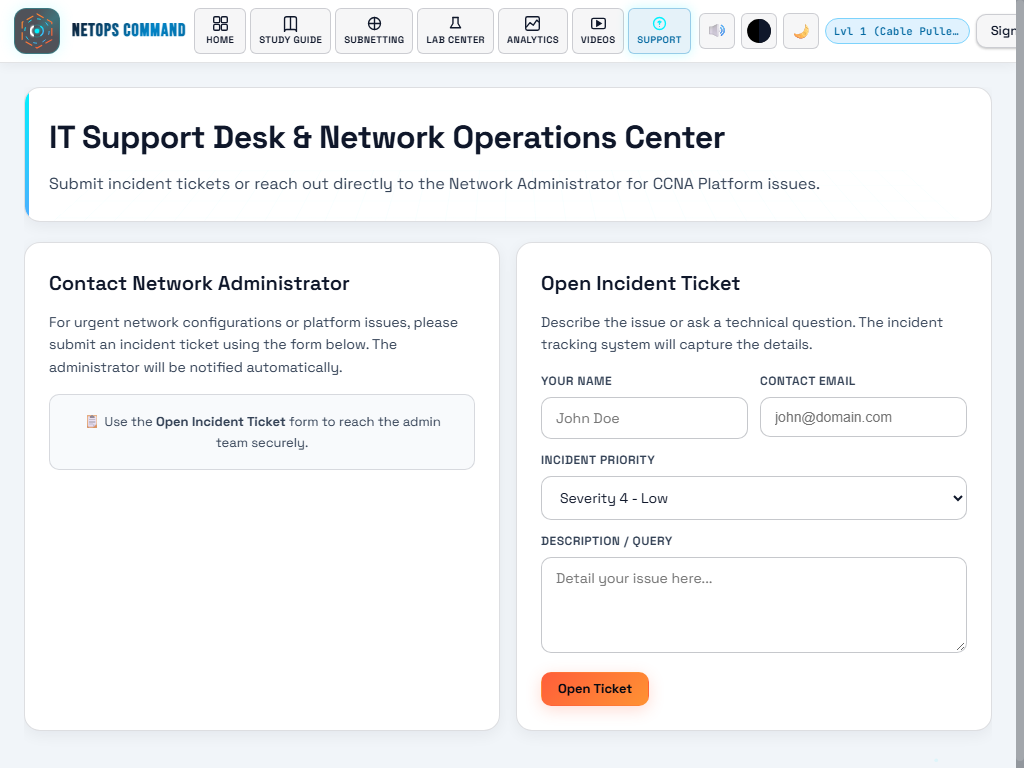 NETOPS COMMAND
HOME
STUDY GUIDE
SUBNETTING
LAB CENTER
ANALYTICS
VIDEOS
SUPPORT
Lvl 1 (Cable Pulle…
Sign
IT Support Desk & Network Operations Center
Submit incident tickets or reach out directly to the Network Administrator for CCNA Platform issues.
Contact Network Administrator
For urgent network configurations or platform issues, please
submit an incident ticket using the form below. The
administrator will be notified automatically.
📋 Use the Open Incident Ticket form to reach the admin
team securely.
Open Incident Ticket
Describe the issue or ask a technical question. The incident
tracking system will capture the details.
YOUR NAME
CONTACT EMAIL
John Doe
john@domain.com
INCIDENT PRIORITY
Severity 4 - Low
DESCRIPTION / QUERY
Detail your issue here...
Open Ticket